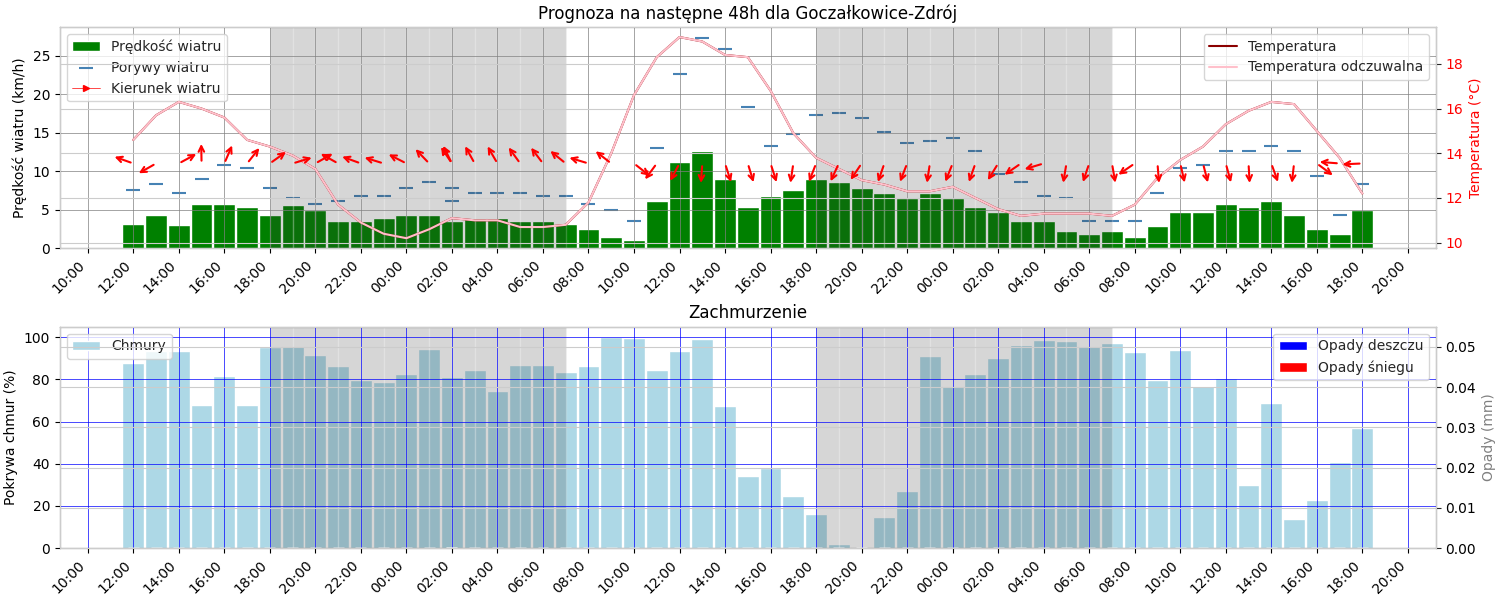 Prognoza na następne 48h dla Goczałkowice-Zdrój
Prędkość wiatru
Porywy wiatru
Kierunek wiatru
Temperatura
Temperatura odczuwalna
Prędkość wiatru (km/h)
25
20
15
10
5
0
Temperatura (°C)
18
16
14
12
10
10:00 12:00 14:00 16:00 18:00 20:00 22:00 00:00 02:00 04:00 06:00 08:00 10:00 12:00 14:00 16:00 18:00 20:00 22:00 00:00 02:00 04:00 06:00 08:00 10:00 12:00 14:00 16:00 18:00 20:00
Zachmurzenie
Chmury
Opady deszczu
Opady śniegu
Pokrywa chmur (%)
100
80
60
40
20
0
Opady (mm)
0.05
0.04
0.03
0.02
0.01
0.00
10:00 12:00 14:00 16:00 18:00 20:00 22:00 00:00 02:00 04:00 06:00 08:00 10:00 12:00 14:00 16:00 18:00 20:00 22:00 00:00 02:00 04:00 06:00 08:00 10:00 12:00 14:00 16:00 18:00 20:00